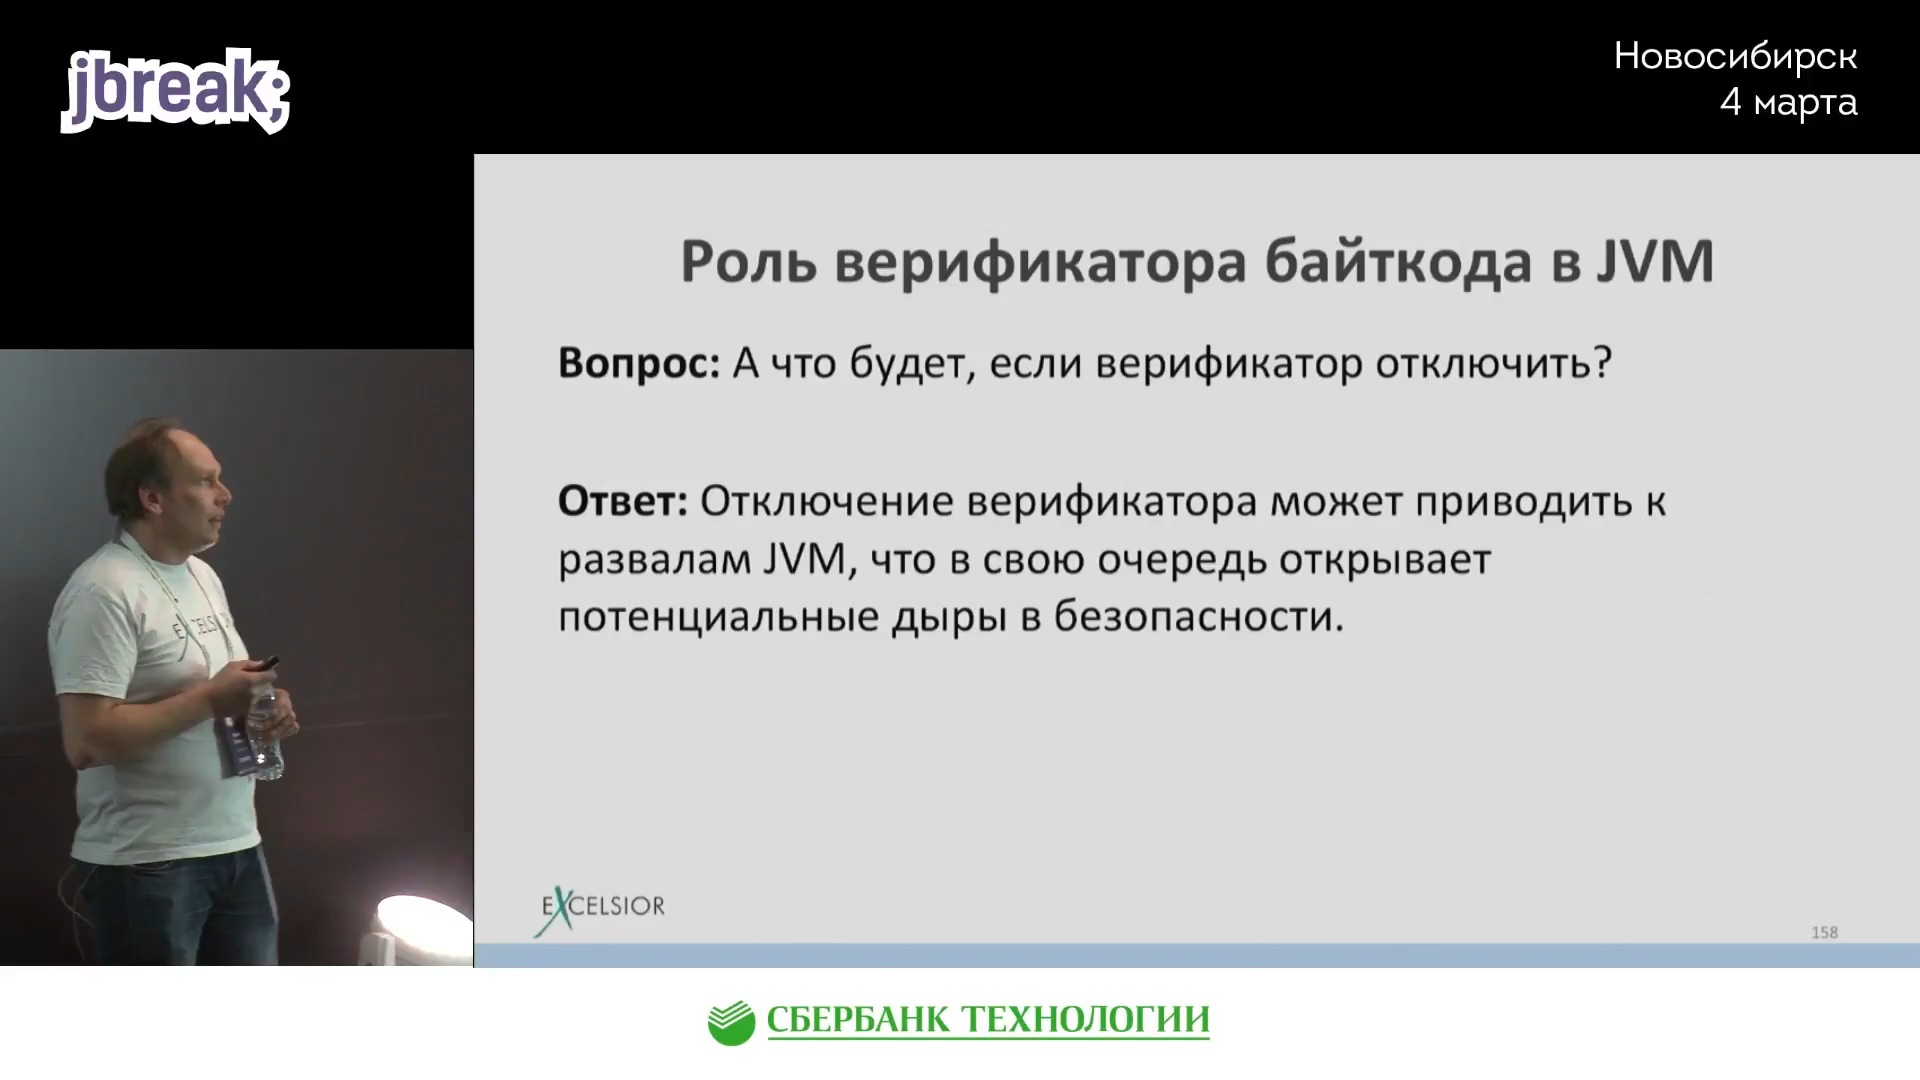 jbreak;
Новосибирск
4 марта
Роль верификатора байткода в JVM
Вопрос: А что будет, если верификатор отключить?
Ответ: Отключение верификатора может приводить к
развалам JVM, что в свою очередь открывает
потенциальные дыры в безопасности.
EXCELSIOR
158
СБЕРБАНК ТЕХНОЛОГИИ